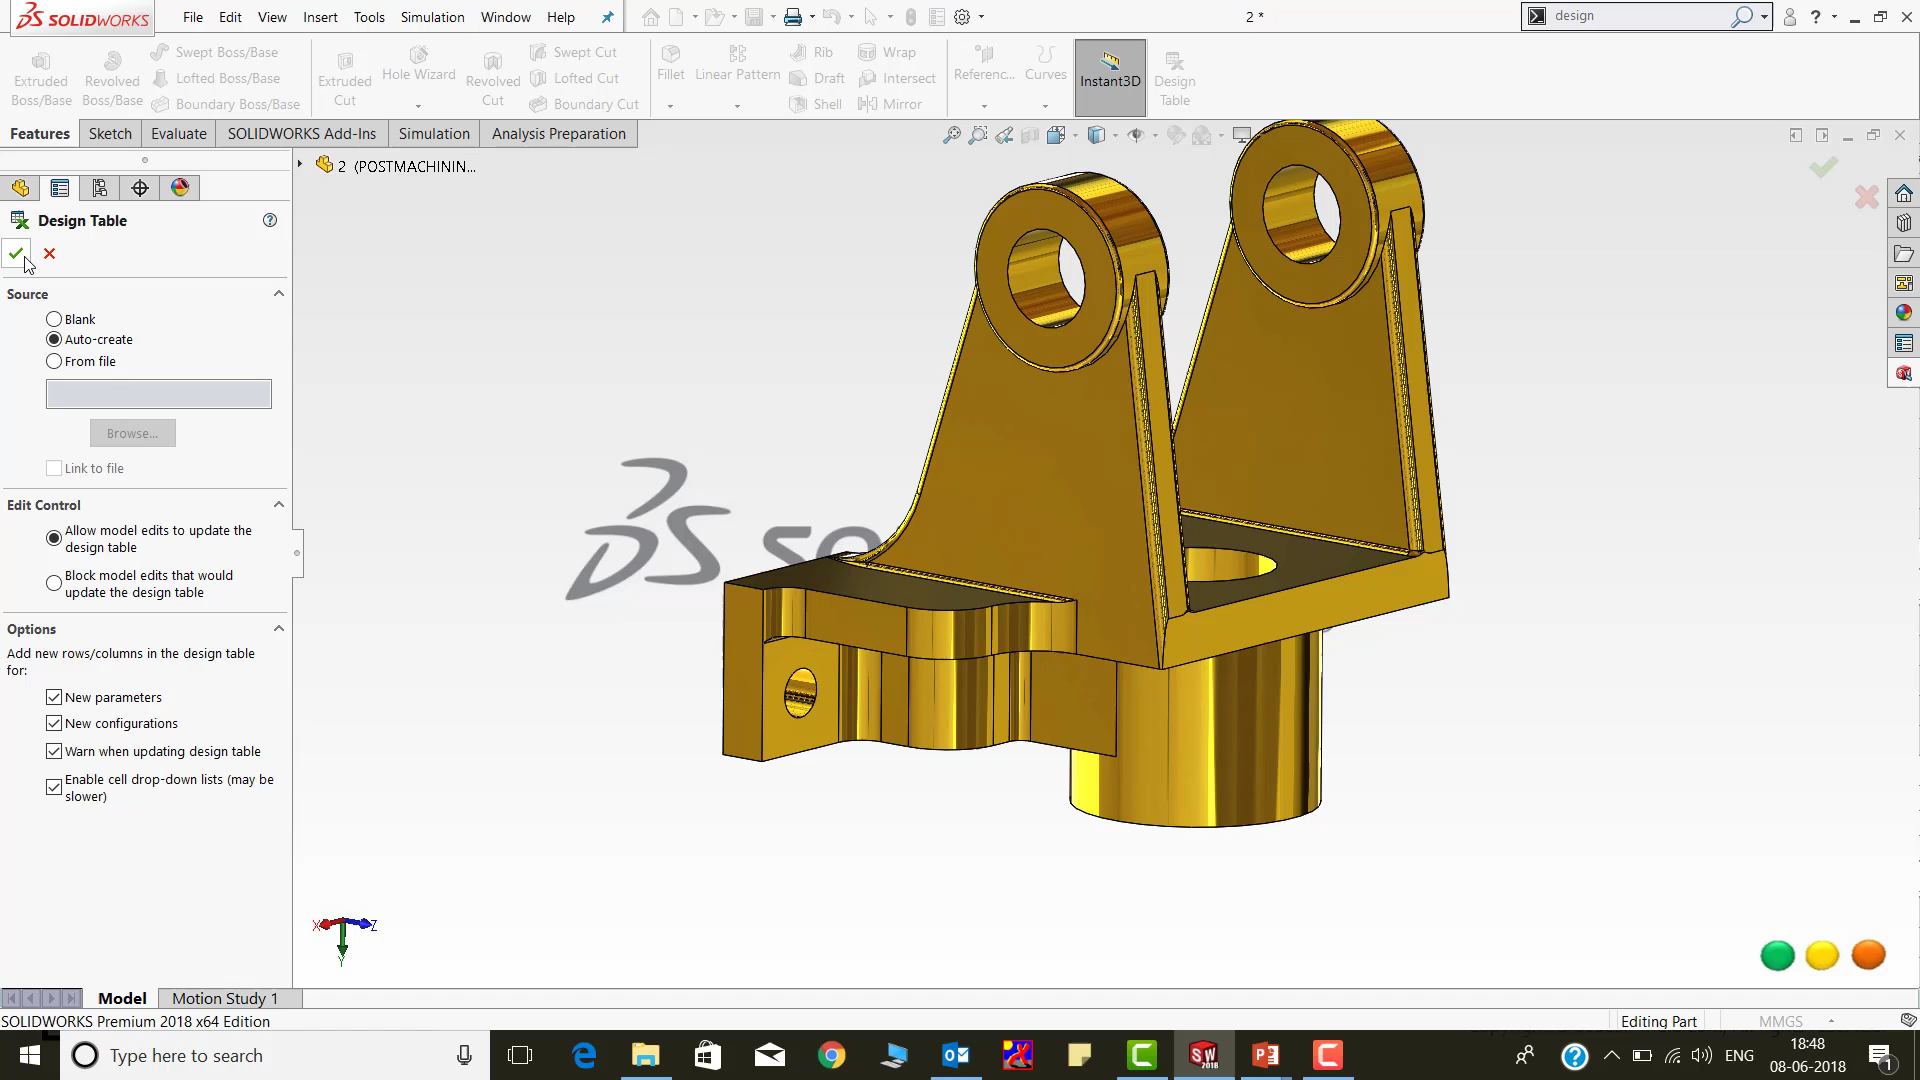 SOLIDWORKS
File Edit View Insert Tools Simulation Window Help
2 *
design
Extruded Boss/Base
Revolved Boss/Base
Swept Boss/Base
Lofted Boss/Base
Boundary Boss/Base
Extruded Cut
Hole Wizard
Revolved Cut
Swept Cut
Lofted Cut
Boundary Cut
Fillet
Linear Pattern
Rib
Draft
Shell
Wrap
Intersect
Mirror
Referenc...
Curves
Instant3D
Design Table
Features Sketch Evaluate SOLIDWORKS Add-Ins Simulation Analysis Preparation
2 (POSTMACHININ...
Design Table
Source
Blank
Auto-create
From file
Browse...
Link to file
Edit Control
Allow model edits to update the
design table
Block model edits that would
update the design table
Options
Add new rows/columns in the design table
for:
New parameters
New configurations
Warn when updating design table
Enable cell drop-down lists (may be
slower)
X Z
Y
Model Motion Study 1
SOLIDWORKS Premium 2018 x64 Edition
Editing Part
MMGS
Type here to search
SW
2018
ENG
18:48
08-06-2018
1